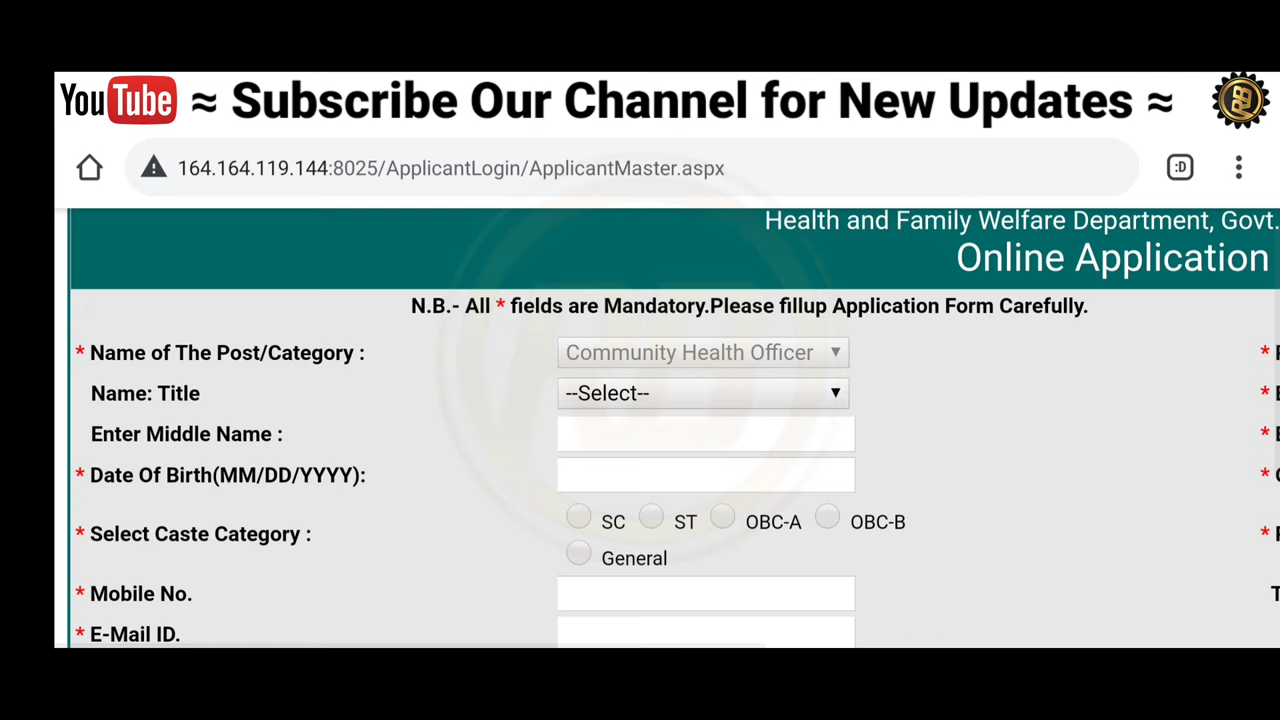 YouTube ≈ Subscribe Our Channel for New Updates ≈
164.164.119.144:8025/ApplicantLogin/ApplicantMaster.aspx :D
Health and Family Welfare Department, Govt.
Online Application
N.B.- All * fields are Mandatory.Please fillup Application Form Carefully.
* Name of The Post/Category : Community Health Officer *
Name: Title --Select-- *
Enter Middle Name : *
* Date Of Birth(MM/DD/YYYY):
* Select Caste Category : SC ST OBC-A OBC-B *
General
* Mobile No.
* E-Mail ID.